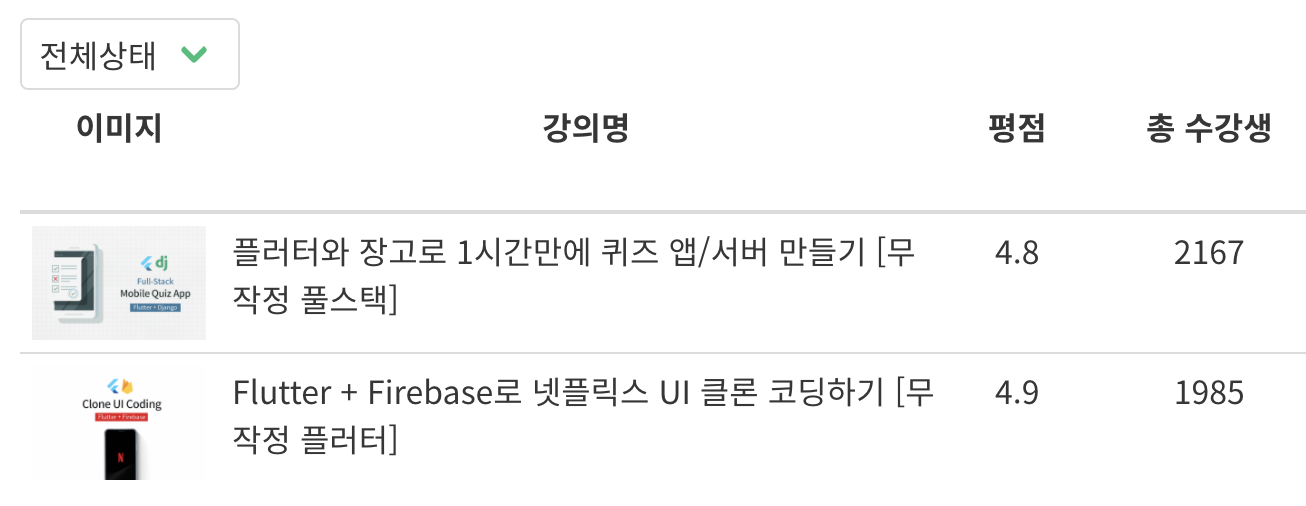 전체상태
이미지 강의명 평점 총 수강생
dj
Full-Stack
Mobile Quiz App
Flutter + Django
플러터와 장고로 1시간만에 퀴즈 앱/서버 만들기 [무 4.8 2167
작정 풀스택]
Clone UI Coding
Flutter + Firebase
N
Flutter + Firebase로 넷플릭스 UI 클론 코딩하기 [무 4.9 1985
작정 플러터]